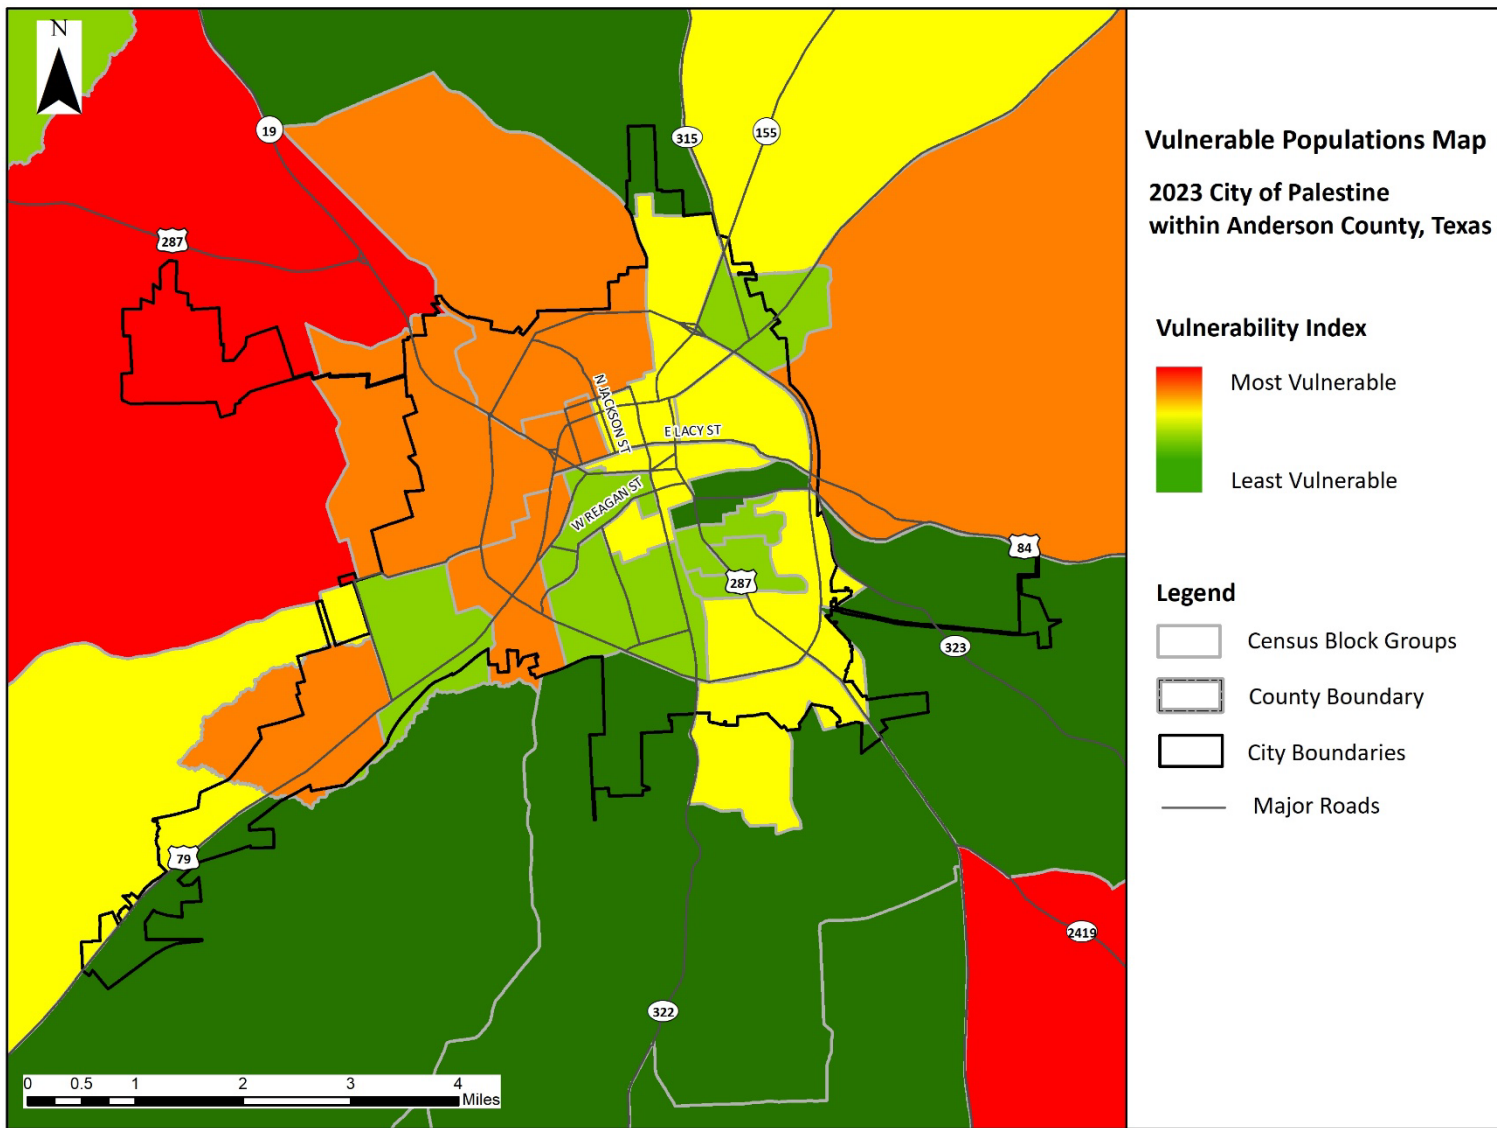 N
19
315
155
287
N JACKSON ST
E LACY ST
W REAGAN ST
84
287
323
79
2419
322
0 0.5 1 2 3 4
Miles
Vulnerable Populations Map
2023 City of Palestine
within Anderson County, Texas
Vulnerability Index
Most Vulnerable
Least Vulnerable
Legend
Census Block Groups
County Boundary
City Boundaries
Major Roads